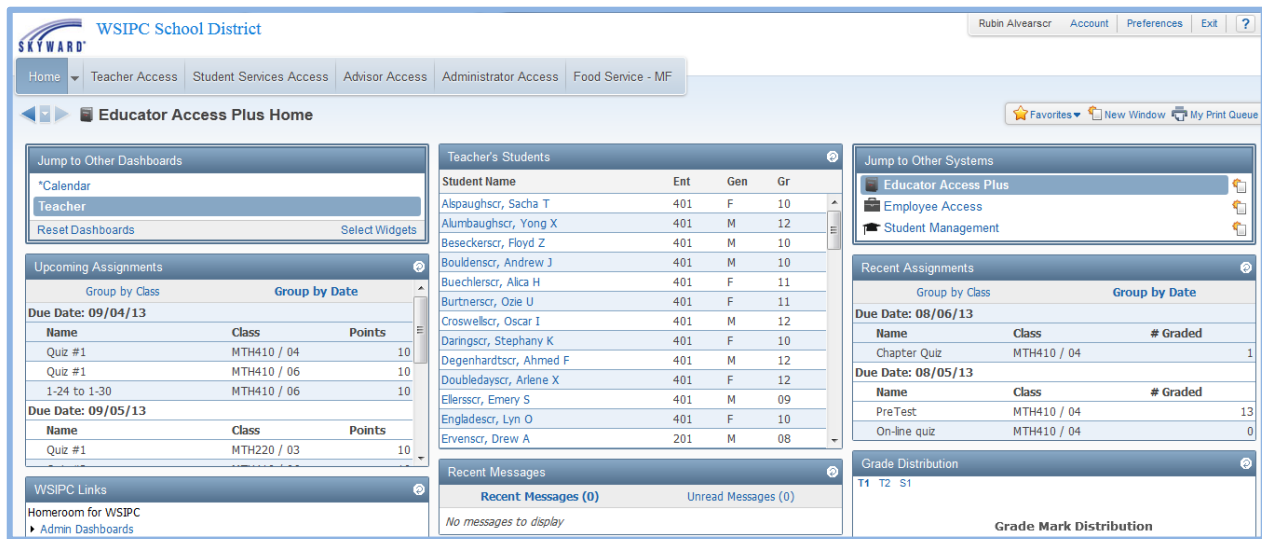 WSIPC School District
SKYWARD
Rubin Alvearscr Account Preferences Exit ?
Home Teacher Access Student Services Access Advisor Access Administrator Access Food Service - MF
Educator Access Plus Home
Favorites New Window My Print Queue
Jump to Other Dashboards
*Calendar
Teacher
Reset Dashboards Select Widgets
Upcoming Assignments
Group by Class Group by Date
Due Date: 09/04/13
Name Class Points
Quiz #1 MTH410 / 04 10
Quiz #1 MTH410 / 06 10
1-24 to 1-30 MTH410 / 06 10
Due Date: 09/05/13
Name Class Points
Quiz #1 MTH220 / 03 10
WSIPC Links
Homeroom for WSIPC
Admin Dashboards
Teacher's Students
Student Name Ent Gen Gr
Alspaughscr, Sacha T 401 F 10
Alumbaughscr, Yong X 401 M 12
Beseckerscr, Floyd Z 401 M 10
Bouldenscr, Andrew J 401 M 10
Buechlerscr, Alica H 401 F 11
Burtnerscr, Ozie U 401 F 11
Croswellscr, Oscar I 401 M 12
Daringscr, Stephany K 401 F 10
Degenhardtscr, Ahmed F 401 M 12
Doubledayscr, Arlene X 401 F 12
Ellersscr, Emery S 401 M 09
Engladescr, Lyn O 401 F 10
Ervenscr, Drew A 201 M 08
Recent Messages
Recent Messages (0) Unread Messages (0)
No messages to display
Jump to Other Systems
Educator Access Plus
Employee Access
Student Management
Recent Assignments
Group by Class Group by Date
Due Date: 08/06/13
Name Class # Graded
Chapter Quiz MTH410 / 04 1
Due Date: 08/05/13
Name Class # Graded
PreTest MTH410 / 04 13
On-line quiz MTH410 / 04 0
Grade Distribution
T1 T2 S1
Grade Mark Distribution